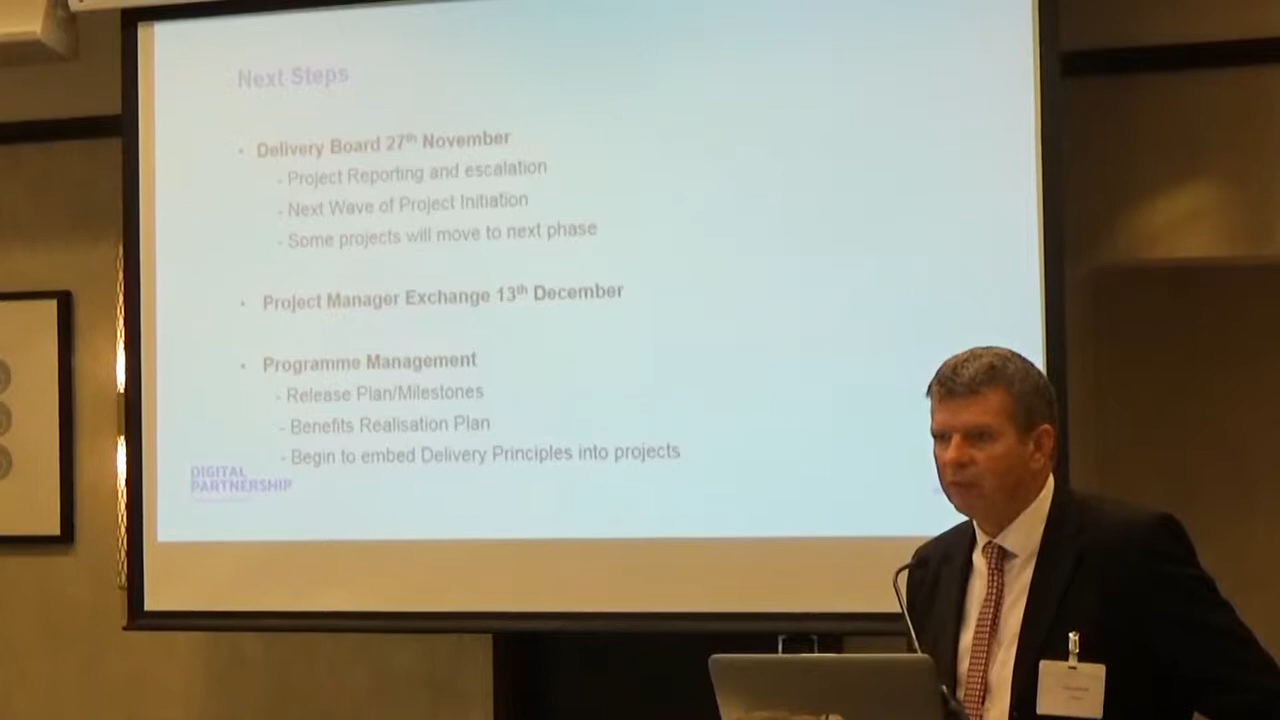 Next Steps
• Delivery Board 27th November
- Project Reporting and escalation
- Next Wave of Project Initiation
- Some projects will move to next phase
• Project Manager Exchange 13th December
• Programme Management
- Release Plan/Milestones
- Benefits Realisation Plan
- Begin to embed Delivery Principles into projects
DIGITAL
PARTNERSHIP